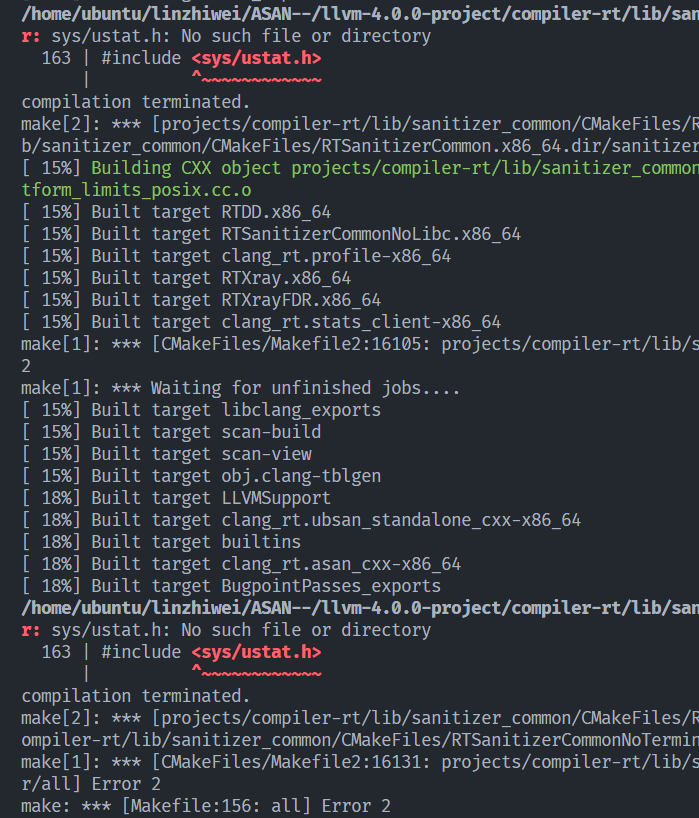 /home/ubuntu/linzhiwei/ASAN--/llvm-4.0.0-project/compiler-rt/lib/san
r: sys/ustat.h: No such file or directory
163 | #include <sys/ustat.h>
| ^~~~~~~~~~~~~
compilation terminated.
make[2]: *** [projects/compiler-rt/lib/sanitizer_common/CMakeFiles/R
b/sanitizer_common/CMakeFiles/RTSanitizerCommon.x86_64.dir/sanitizer
[ 15%] Building CXX object projects/compiler-rt/lib/sanitizer_common
tform_limits_posix.cc.o
[ 15%] Built target RTDD.x86_64
[ 15%] Built target RTSanitizerCommonNoLibc.x86_64
[ 15%] Built target clang_rt.profile-x86_64
[ 15%] Built target RTXray.x86_64
[ 15%] Built target RTXrayFDR.x86_64
[ 15%] Built target clang_rt.stats_client-x86_64
make[1]: *** [CMakeFiles/Makefile2:16105: projects/compiler-rt/lib/s
2
make[1]: *** Waiting for unfinished jobs....
[ 15%] Built target libclang_exports
[ 15%] Built target scan-build
[ 15%] Built target scan-view
[ 15%] Built target obj.clang-tblgen
[ 18%] Built target LLVMSupport
[ 18%] Built target clang_rt.ubsan_standalone_cxx-x86_64
[ 18%] Built target builtins
[ 18%] Built target clang_rt.asan_cxx-x86_64
[ 18%] Built target BugpointPasses_exports
/home/ubuntu/linzhiwei/ASAN--/llvm-4.0.0-project/compiler-rt/lib/san
r: sys/ustat.h: No such file or directory
163 | #include <sys/ustat.h>
| ^~~~~~~~~~~~~
compilation terminated.
make[2]: *** [projects/compiler-rt/lib/sanitizer_common/CMakeFiles/R
ompiler-rt/lib/sanitizer_common/CMakeFiles/RTSanitizerCommonNoTermin
make[1]: *** [CMakeFiles/Makefile2:16131: projects/compiler-rt/lib/s
r/all] Error 2
make: *** [Makefile:156: all] Error 2